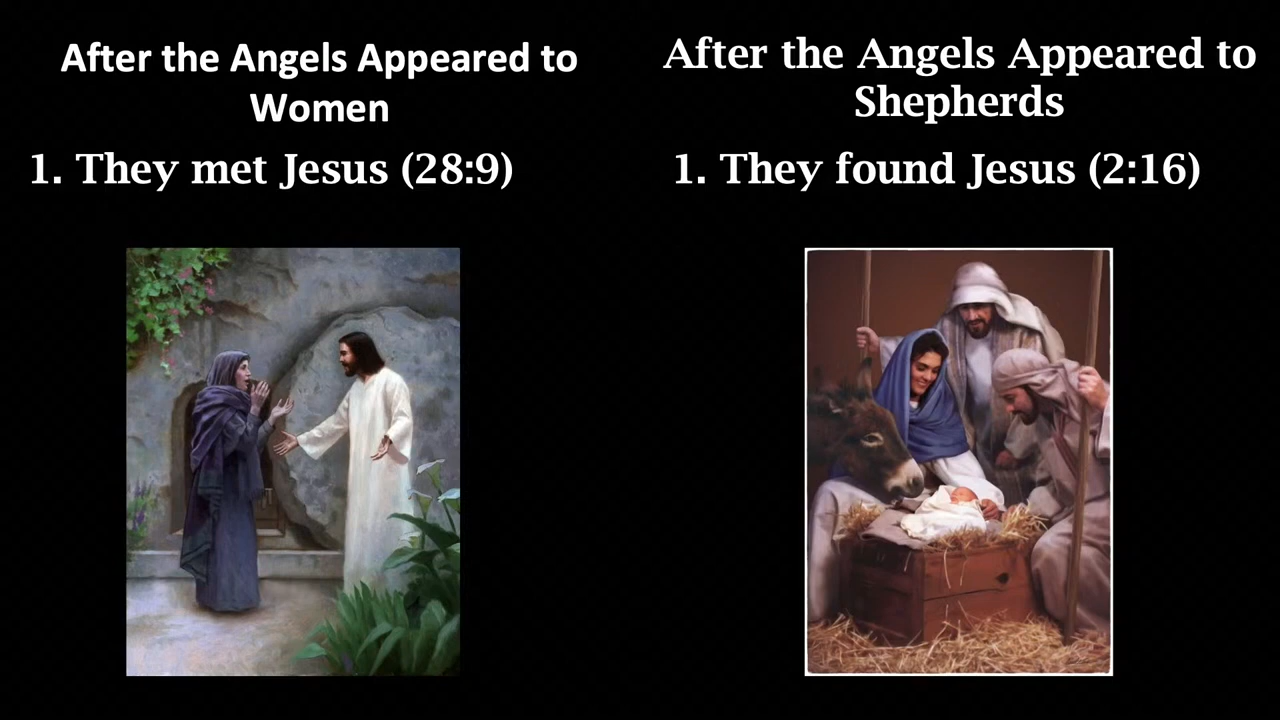 After the Angels Appeared to
Women
1. They met Jesus (28:9)
After the Angels Appeared to
Shepherds
1. They found Jesus (2:16)